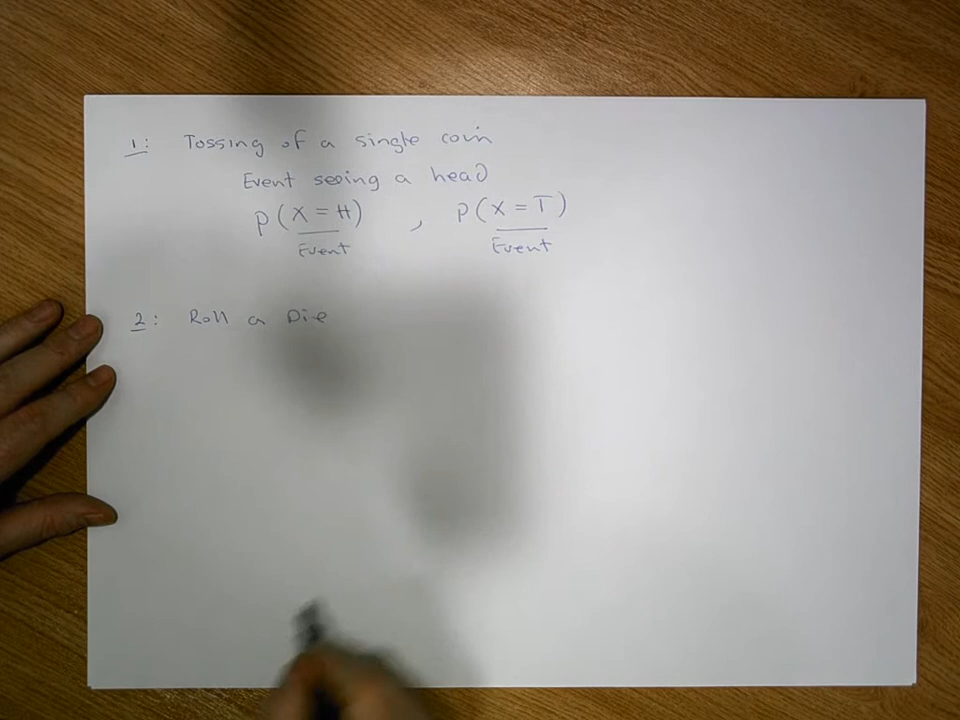 1: Tossing of a single coin
Event seeing a head
P(X = H) , P(X = T)
Event Event
2: Roll a Die